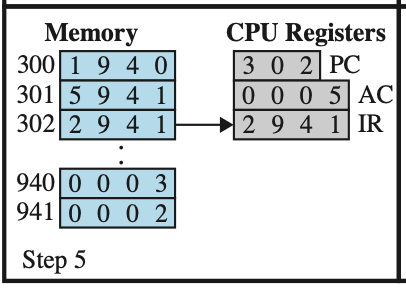 Memory CPU Registers
300 1 9 4 0 3 0 2 PC
301 5 9 4 1 0 0 0 5 AC
302 2 9 4 1 2 9 4 1 IR
940 0 0 0 3
941 0 0 0 2
Step 5